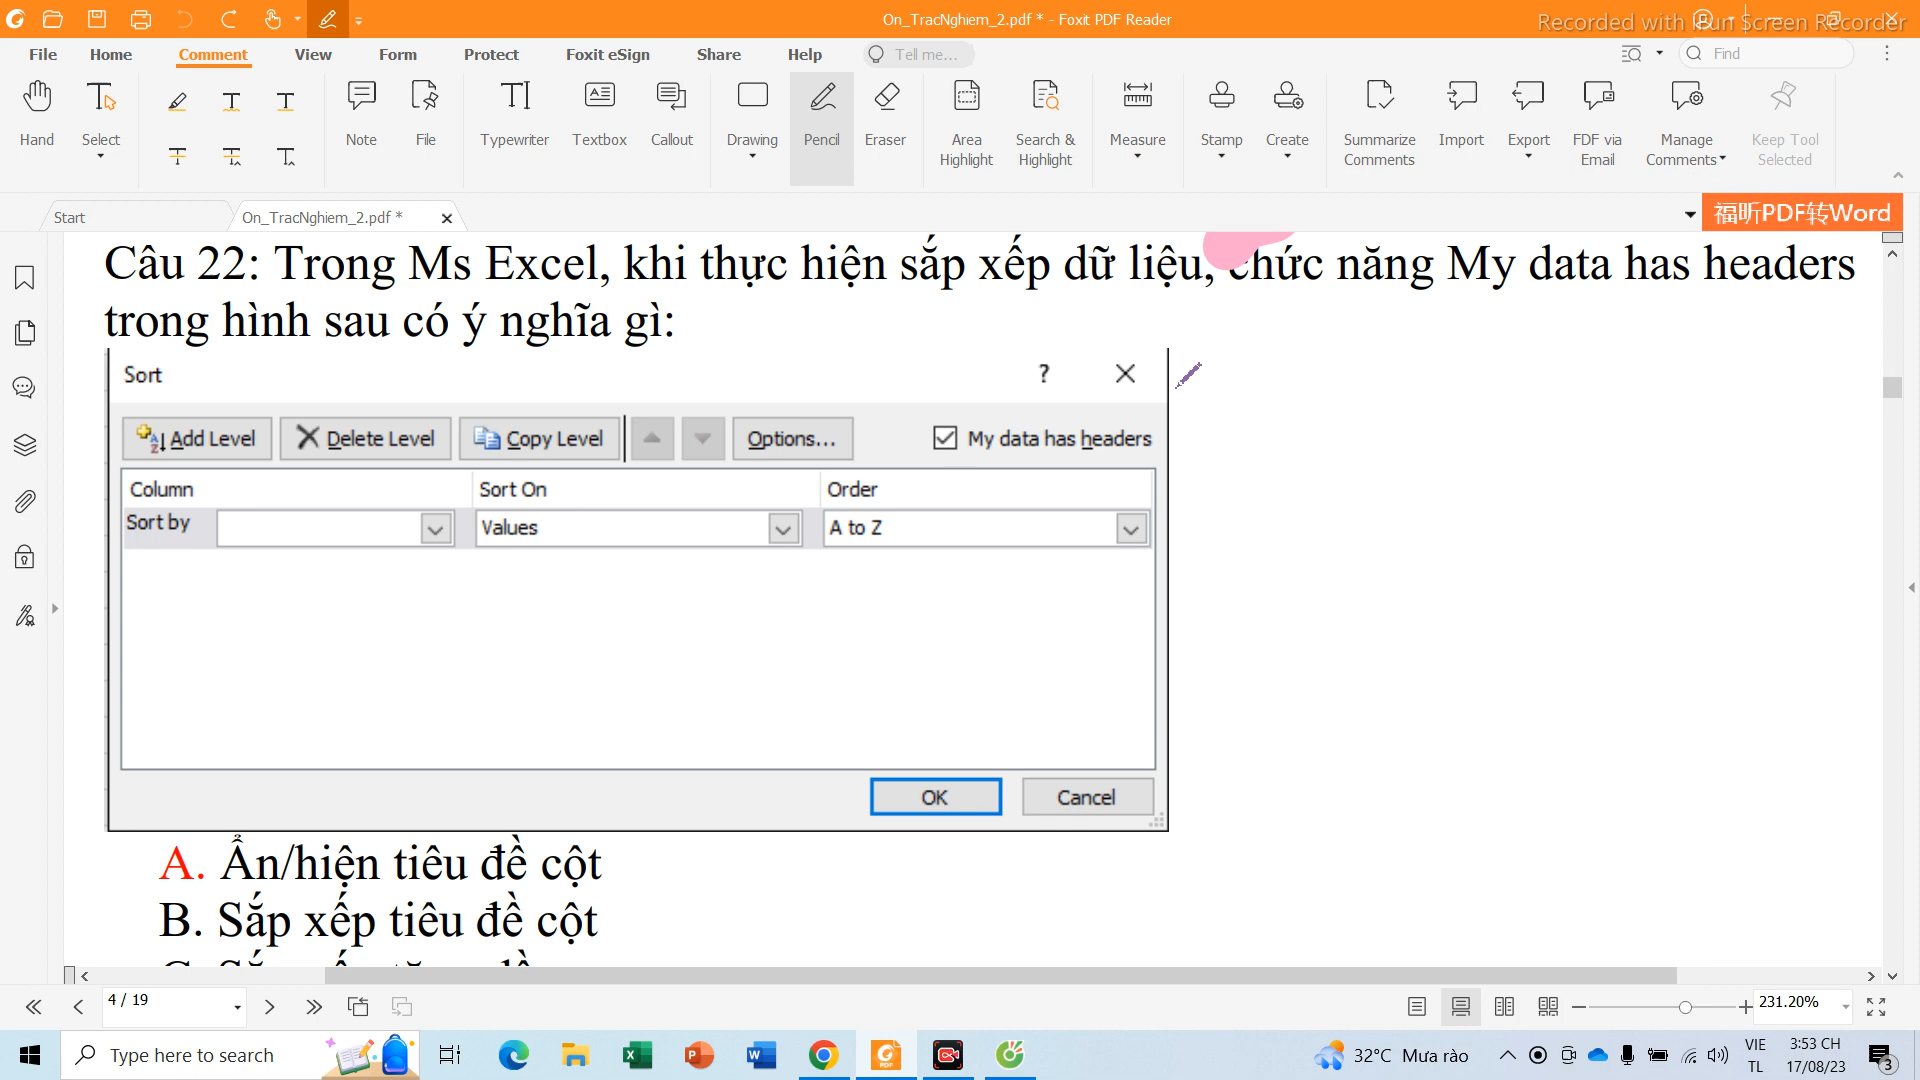 On_TracNghiem_2.pdf * - Foxit PDF Reader
Recorded with iFun Screen Recorder
File Home Comment View Form Protect Foxit eSign Share Help Tell me... Find
Hand Select Note File Typewriter Textbox Callout Drawing Pencil Eraser Area Highlight Search & Highlight Measure Stamp Create Summarize Comments Import Export FDF via Email Manage Comments Keep Tool Selected
Start On_TracNghiem_2.pdf * 福昕PDF转Word
Câu 22: Trong Ms Excel, khi thực hiện sắp xếp dữ liệu, chức năng My data has headers
trong hình sau có ý nghĩa gì:
Sort ?
Add Level Delete Level Copy Level Options... My data has headers
Column Sort On Order
Sort by Values A to Z
OK Cancel
A. Ẩn/hiện tiêu đề cột
B. Sắp xếp tiêu đề cột
4 / 19 231.20%
Type here to search 32°C Mưa rào VIE 3:53 CH
TL 17/08/23 3